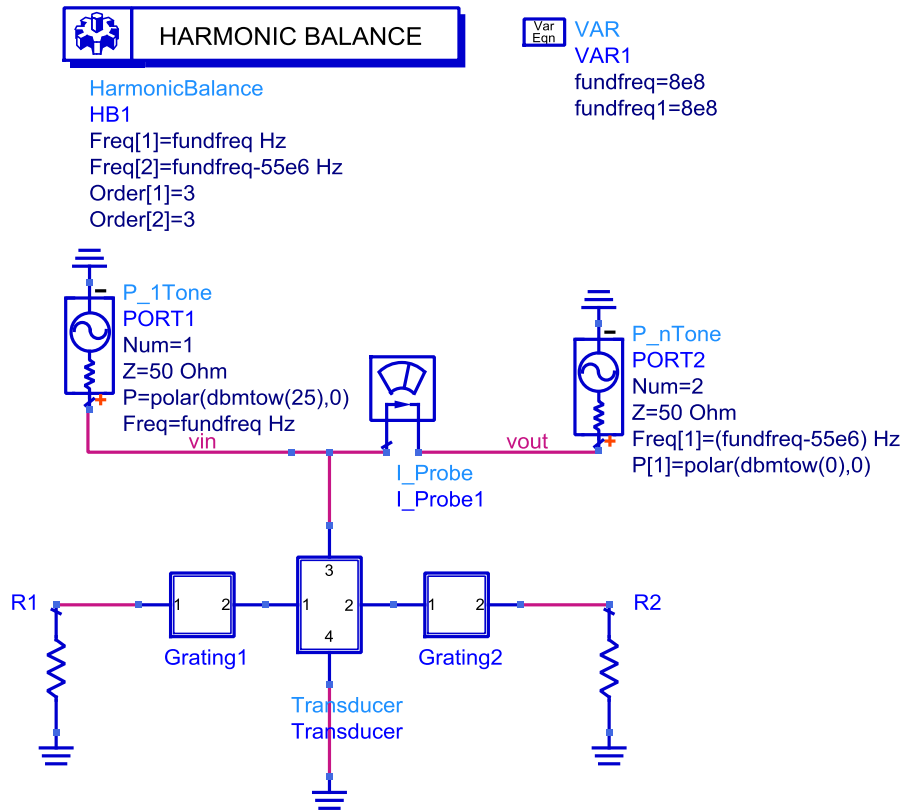 HARMONIC BALANCE
HarmonicBalance
HB1
Freq[1]=fundfreq Hz
Freq[2]=fundfreq-55e6 Hz
Order[1]=3
Order[2]=3
Var
Eqn
VAR
VAR1
fundfreq=8e8
fundfreq1=8e8
P_1Tone
PORT1
Num=1
Z=50 Ohm
P=polar(dbmtow(25),0)
Freq=fundfreq Hz
vin
I_Probe
I_Probe1
vout
P_nTone
PORT2
Num=2
Z=50 Ohm
Freq[1]=(fundfreq-55e6) Hz
P[1]=polar(dbmtow(0),0)
R1
1 2
Grating1
3
1 2
4
Transducer
Transducer
1 2
Grating2
R2